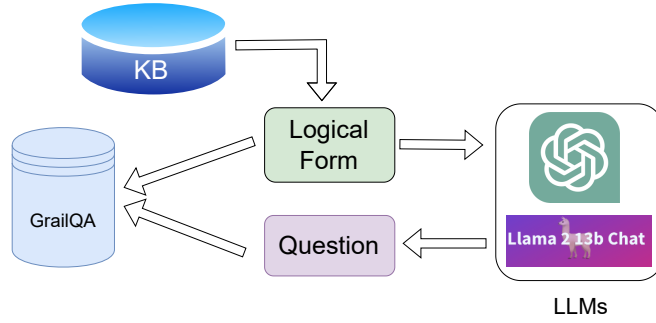 KB
Logical
Form
GrailQA
Question
Llama 2 13b Chat
LLMs